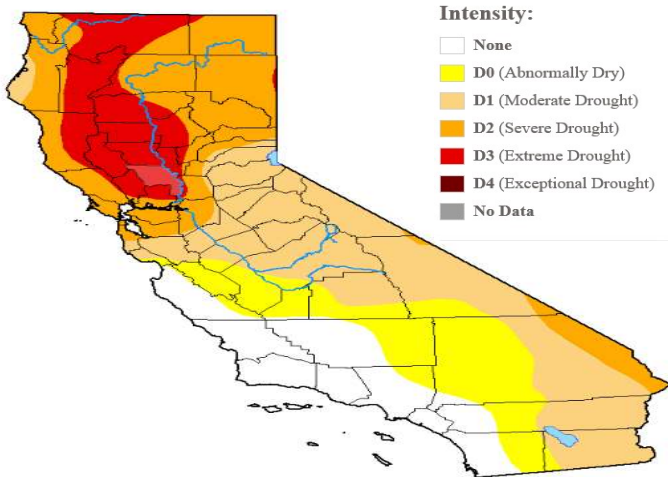 Intensity:
None
D0 (Abnormally Dry)
D1 (Moderate Drought)
D2 (Severe Drought)
D3 (Extreme Drought)
D4 (Exceptional Drought)
No Data